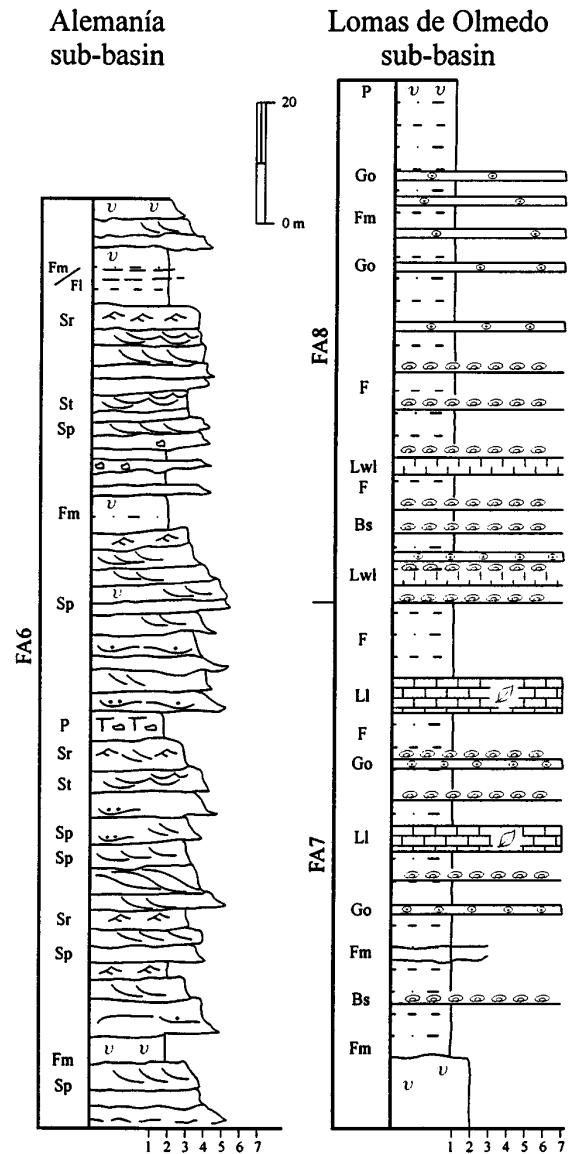 Alemanía
sub-basin
Lomas de Olmedo
sub-basin
20
0 m
FA6
Fm
Fl
Sr
St
Sp
Fm
Sp
P
Sr
St
Sp
Sp
Sr
Sp
Fm
Sp
1 2 3 4 5 6 7
FA8
P
Go
Fm
Go
F
Lwl
F
Bs
Lwl
FA7
F
Ll
F
Go
Ll
Go
Fm
Bs
Fm
1 2 3 4 5 6 7